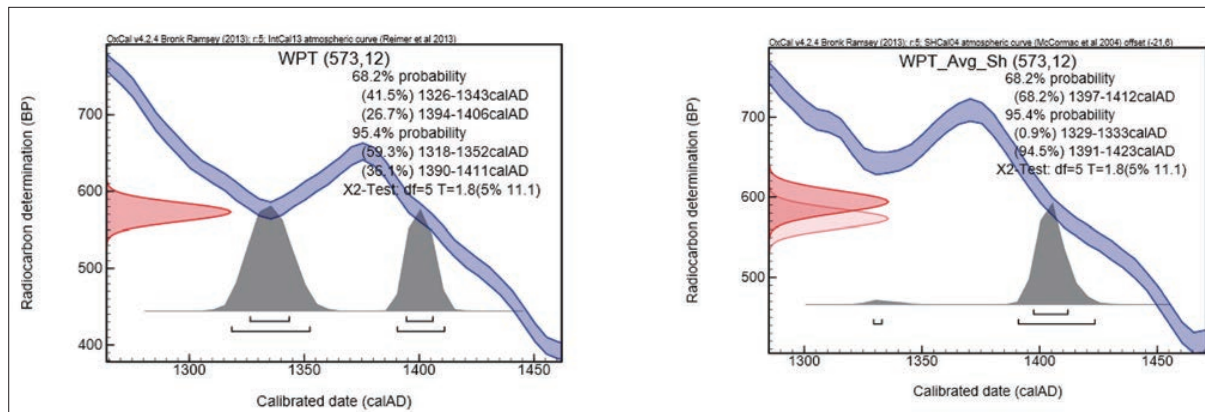 OxCal v4.2.4 Bronk Ramsey (2013); r:5; IntCal13 atmospheric curve (Reimer et al 2013)
WPT (573,12)
68.2% probability
(41.5%) 1326-1343calAD
(26.7%) 1394-1406calAD
95.4% probability
(59.3%) 1318-1352calAD
(36.1%) 1390-1411calAD
X2-Test: df=5 T=1.8(5% 11.1)
Radiocarbon determination (BP)
700
600
500
400
1300
1350
1400
1450
Calibrated date (calAD)
OxCal v4.2.4 Bronk Ramsey (2013); r:5; SHCal04 atmospheric curve (McCormac et al 2004) offset (-21,6)
WPT_Avg_Sh (573,12)
68.2% probability
(68.2%) 1397-1412calAD
95.4% probability
(0.9%) 1329-1333calAD
(94.5%) 1391-1423calAD
X2-Test: df=5 T=1.8(5% 11.1)
Radiocarbon determination (BP)
700
600
500
1300
1350
1400
1450
Calibrated date (calAD)